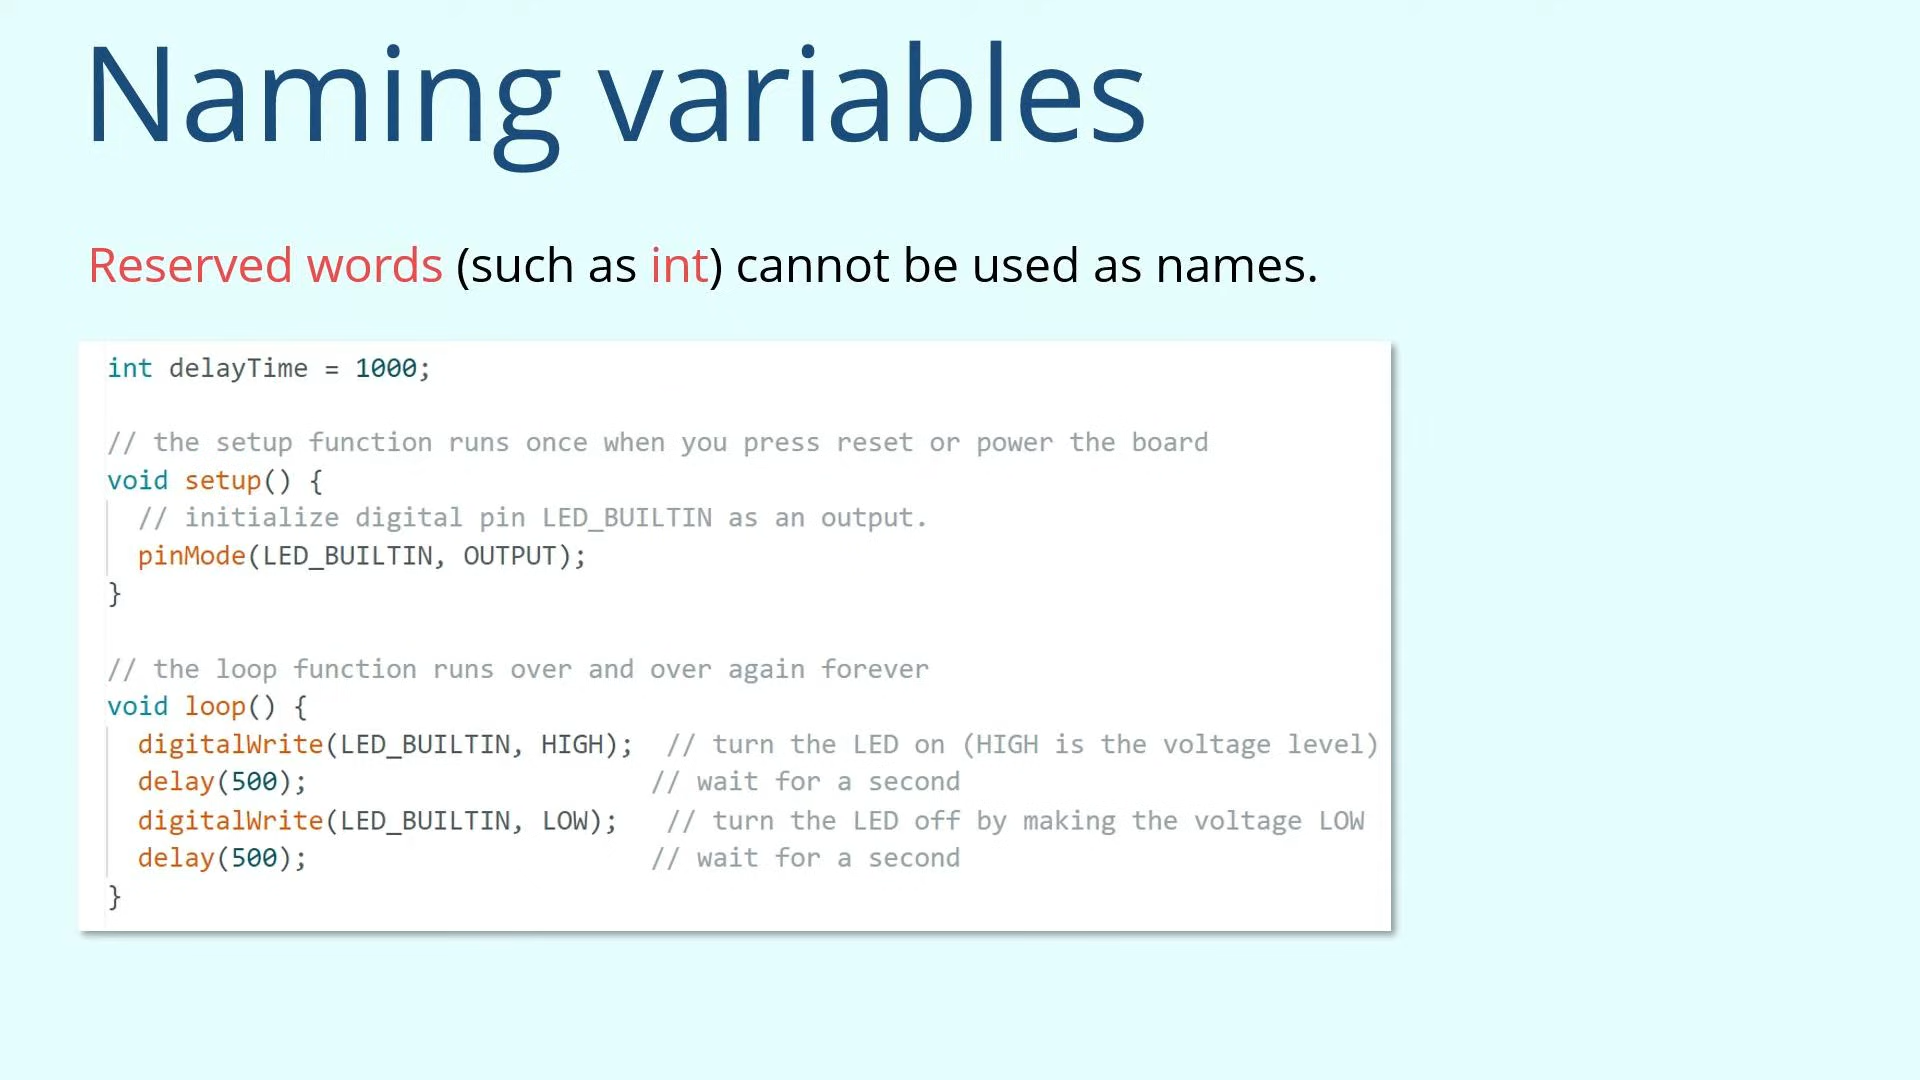 Naming variables
Reserved words (such as int) cannot be used as names.
int delayTime = 1000;
// the setup function runs once when you press reset or power the board
void setup() {
  // initialize digital pin LED_BUILTIN as an output.
  pinMode(LED_BUILTIN, OUTPUT);
}
// the loop function runs over and over again forever
void loop() {
  digitalWrite(LED_BUILTIN, HIGH);  // turn the LED on (HIGH is the voltage level)
  delay(500);                      // wait for a second
  digitalWrite(LED_BUILTIN, LOW);   // turn the LED off by making the voltage LOW
  delay(500);                      // wait for a second
}